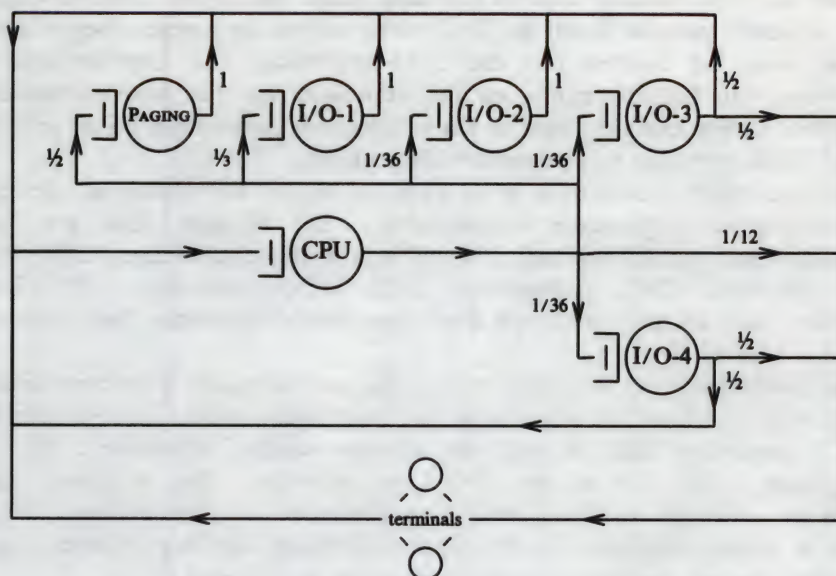 PAGING
I/O-1
I/O-2
I/O-3
1
1
1
½
½
½
⅓
1/36
1/36
CPU
1/12
1/36
I/O-4
½
½
terminals